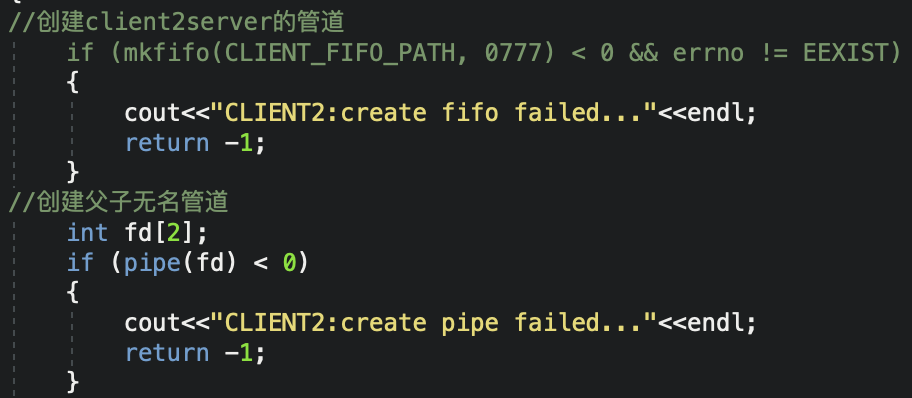 {
//创建client2server的管道
if (mkfifo(CLIENT_FIFO_PATH, 0777) < 0 && errno != EEXIST)
{
cout<<"CLIENT2:create fifo failed..."<<endl;
return -1;
}
//创建父子无名管道
int fd[2];
if (pipe(fd) < 0)
{
cout<<"CLIENT2:create pipe failed..."<<endl;
return -1;
}